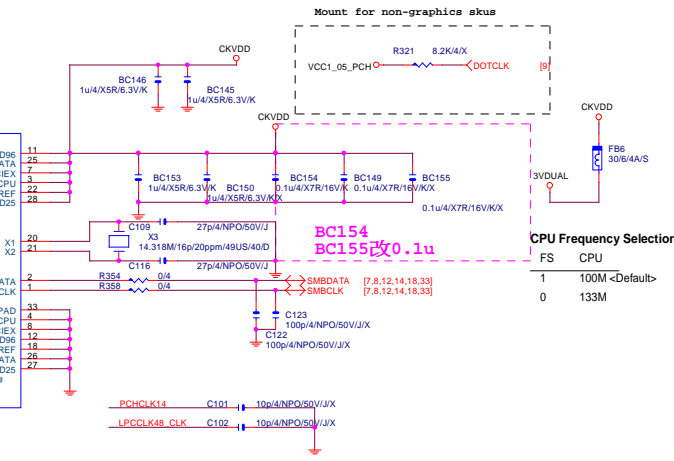 Mount for non-graphics skus
R321 8.2K/4/X
VCC1_05_PCH DOTCLK [9]
CKVDD
BC146
1u/4/X5R/6.3V/K
BC145
1u/4/X5R/6.3V/K
CKVDD
CKVDD
FB6
30/6/4A/S
3VDUAL
D96 11
ATA 25
CIEX 7
CPU 3
REF 22
D25 28
BC153
1u/4/X5R/6.3V/K
BC150
1u/4/X5R/6.3V/K
BC154
0.1u/4/X7R/16V/K
BC149
0.1u/4/X7R/16V/K/X
BC155
0.1u/4/X7R/16V/K/X
C109 27p/4/NPO/50V/J
X1 20
X2 21
X3
14.318M/16p/20ppm/49US/40/D
C116 27p/4/NPO/50V/J
BC154
BC155改0.1u
CPU Frequency Selection
FS CPU
1 100M <Default>
0 133M
ATA 2 R354 0/4 SMBDATA [7,8,12,14,18,33]
CLK 1 R358 0/4 SMBCLK [7,8,12,14,18,33]
PAD 33
CPU 4
CIEX 8
D96 12
REF 18
ATA 26
D25 27
C123
100p/4/NPO/50V/J/X
C122
100p/4/NPO/50V/J/X
PCHCLK14 C101 10p/4/NPO/50V/J/X
LPCCLK48_CLK C102 10p/4/NPO/50V/J/X